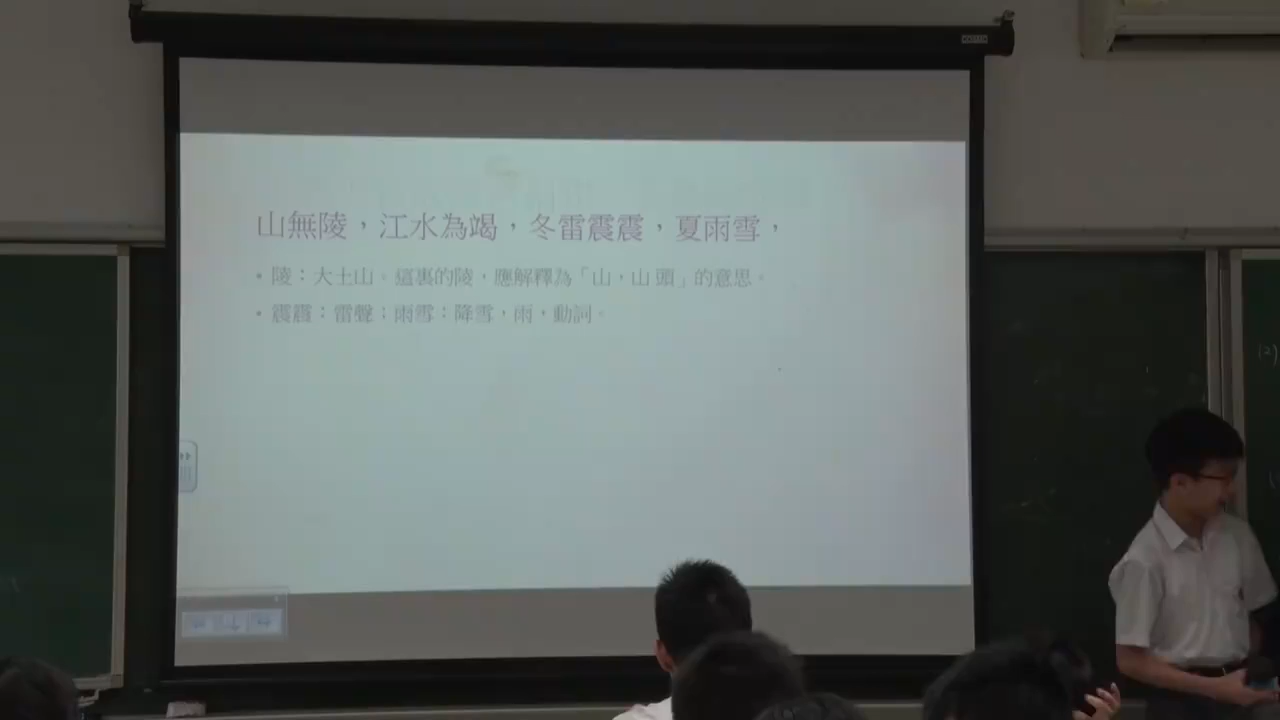 山無陵，江水為竭，冬雷震震，夏雨雪，
• 陵：大土山。這裏的陵，應解釋為「山，山頭」的意思。
• 震震：雷聲；雨雪：降雪，雨，動詞。